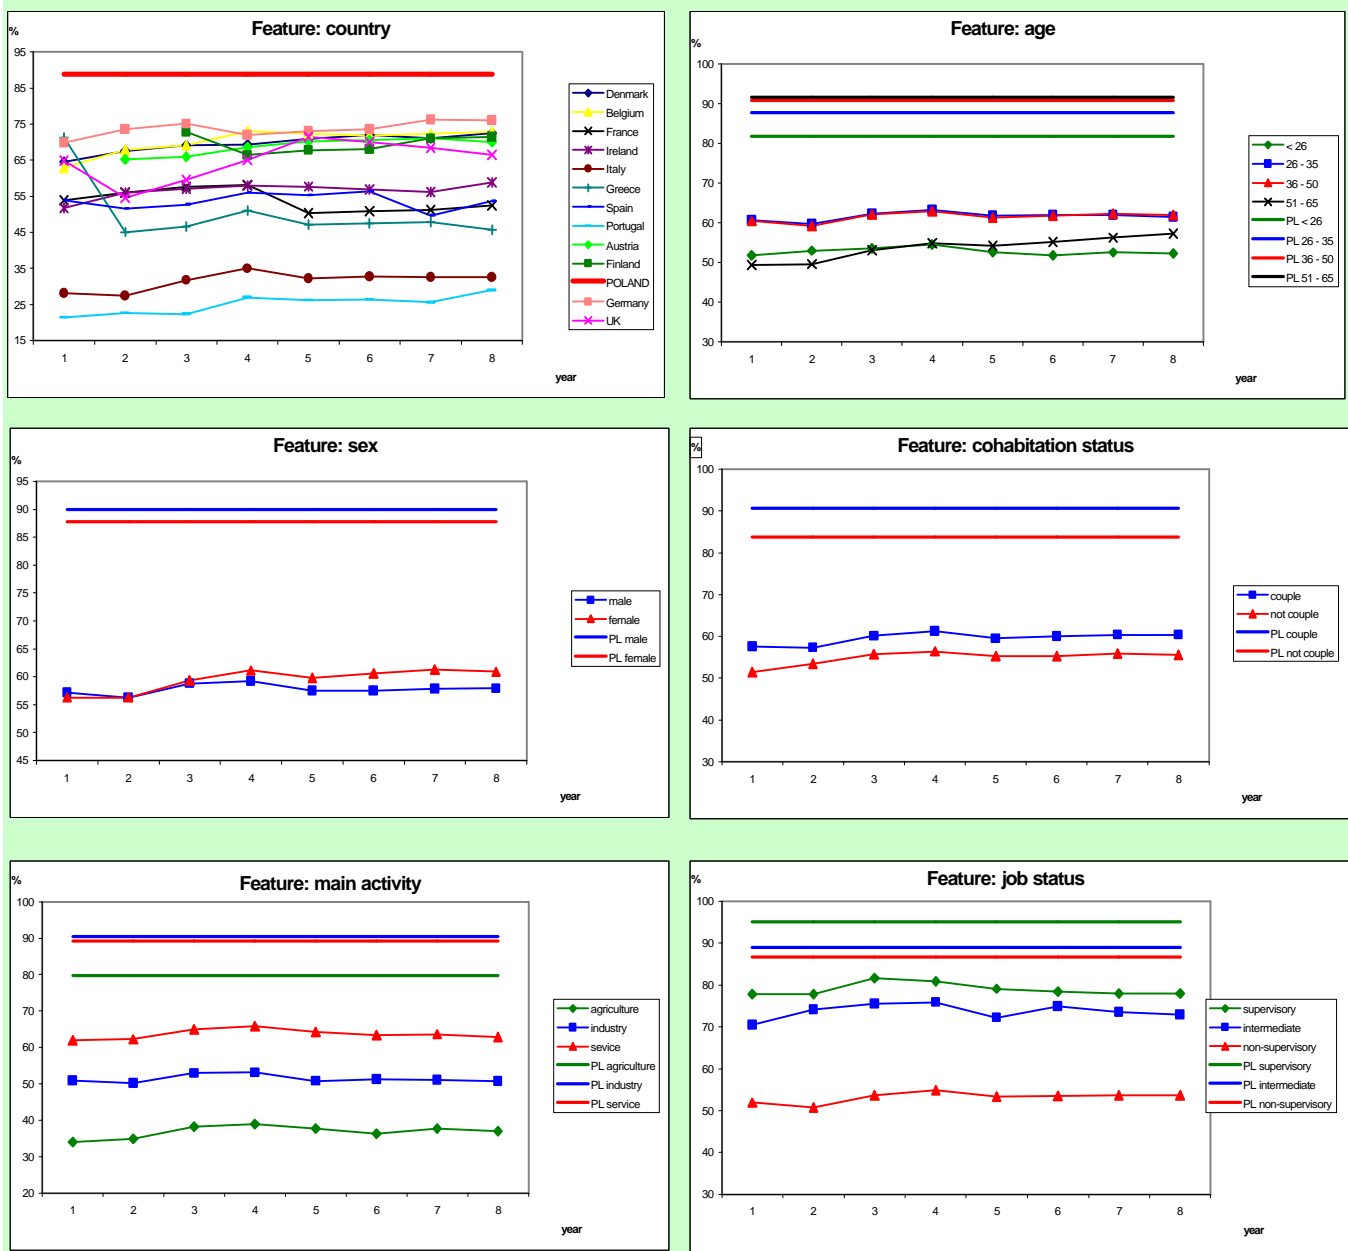 Feature: country
%
95
85
75
65
55
45
35
25
15
1 2 3 4 5 6 7 8
year
Denmark
Belgium
France
Ireland
Italy
Greece
Spain
Portugal
Austria
Finland
POLAND
Germany
UK
Feature: age
%
100
90
80
70
60
50
40
30
1 2 3 4 5 6 7 8
year
< 26
26 - 35
36 - 50
51 - 65
PL < 26
PL 26 - 35
PL 36 - 50
PL 51 - 65
Feature: sex
%
95
90
85
80
75
70
65
60
55
50
45
1 2 3 4 5 6 7 8
year
male
female
PL male
PL female
Feature: cohabitation status
%
100
90
80
70
60
50
40
30
1 2 3 4 5 6 7 8
year
couple
not couple
PL couple
PL not couple
Feature: main activity
%
100
90
80
70
60
50
40
30
20
1 2 3 4 5 6 7 8
year
agriculture
industry
sevice
PL agriculture
PL industry
PL service
Feature: job status
%
100
90
80
70
60
50
40
30
1 2 3 4 5 6 7 8
year
supervisory
intermediate
non-supervisory
PL supervisory
PL intermediate
PL non-supervisory